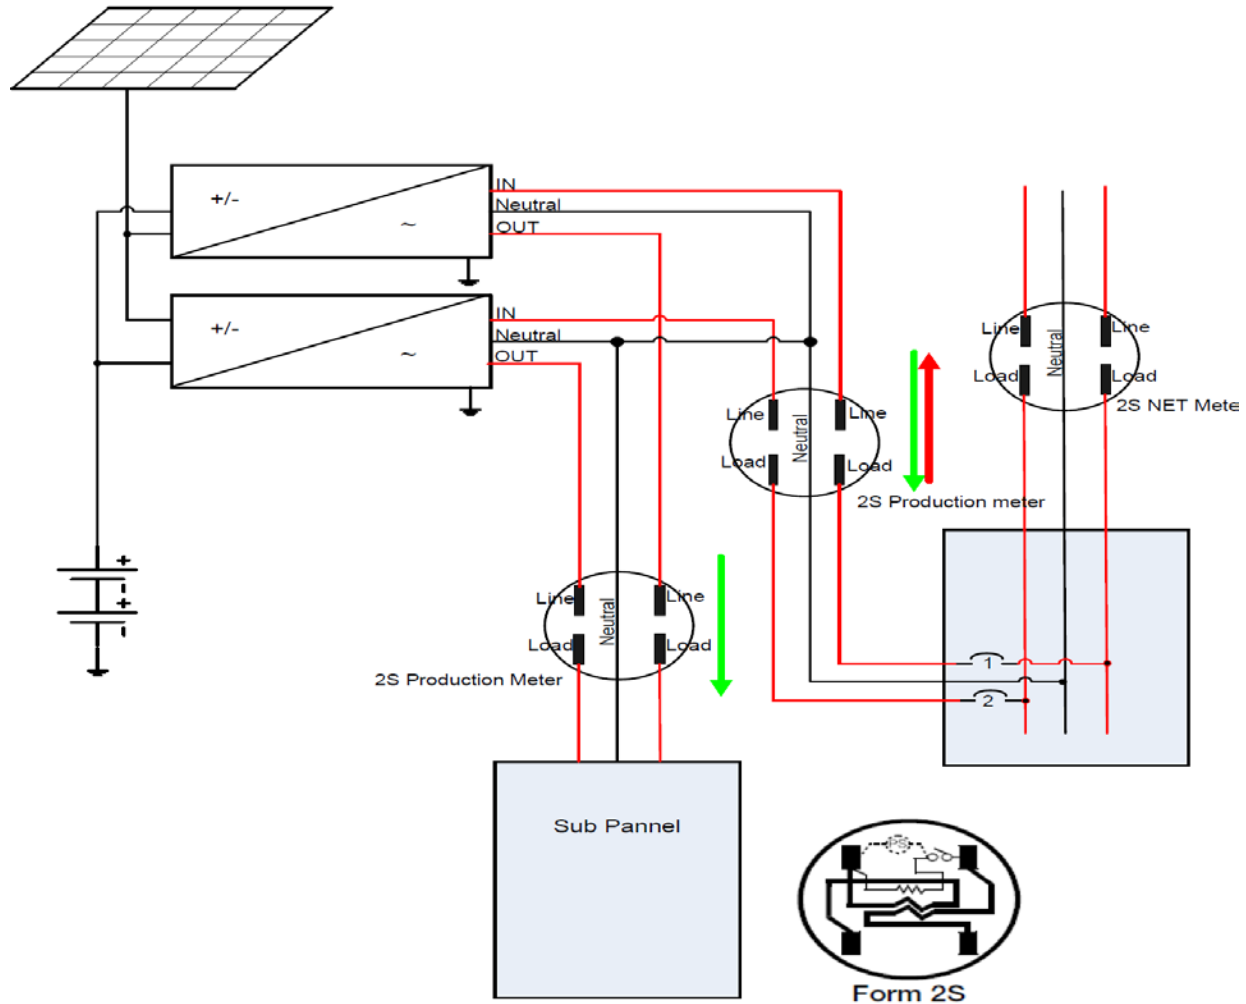 +/-
~
IN
Neutral
OUT
+/-
~
IN
Neutral
OUT
Line
Neutral
Line
Load
Load
2S NET Mete
Line
Neutral
Line
Load
Load
2S Production meter
+
-
+
-
Line
Neutral
Line
Load
Load
2S Production Meter
1
2
Sub Pannel
PS
Form 2S